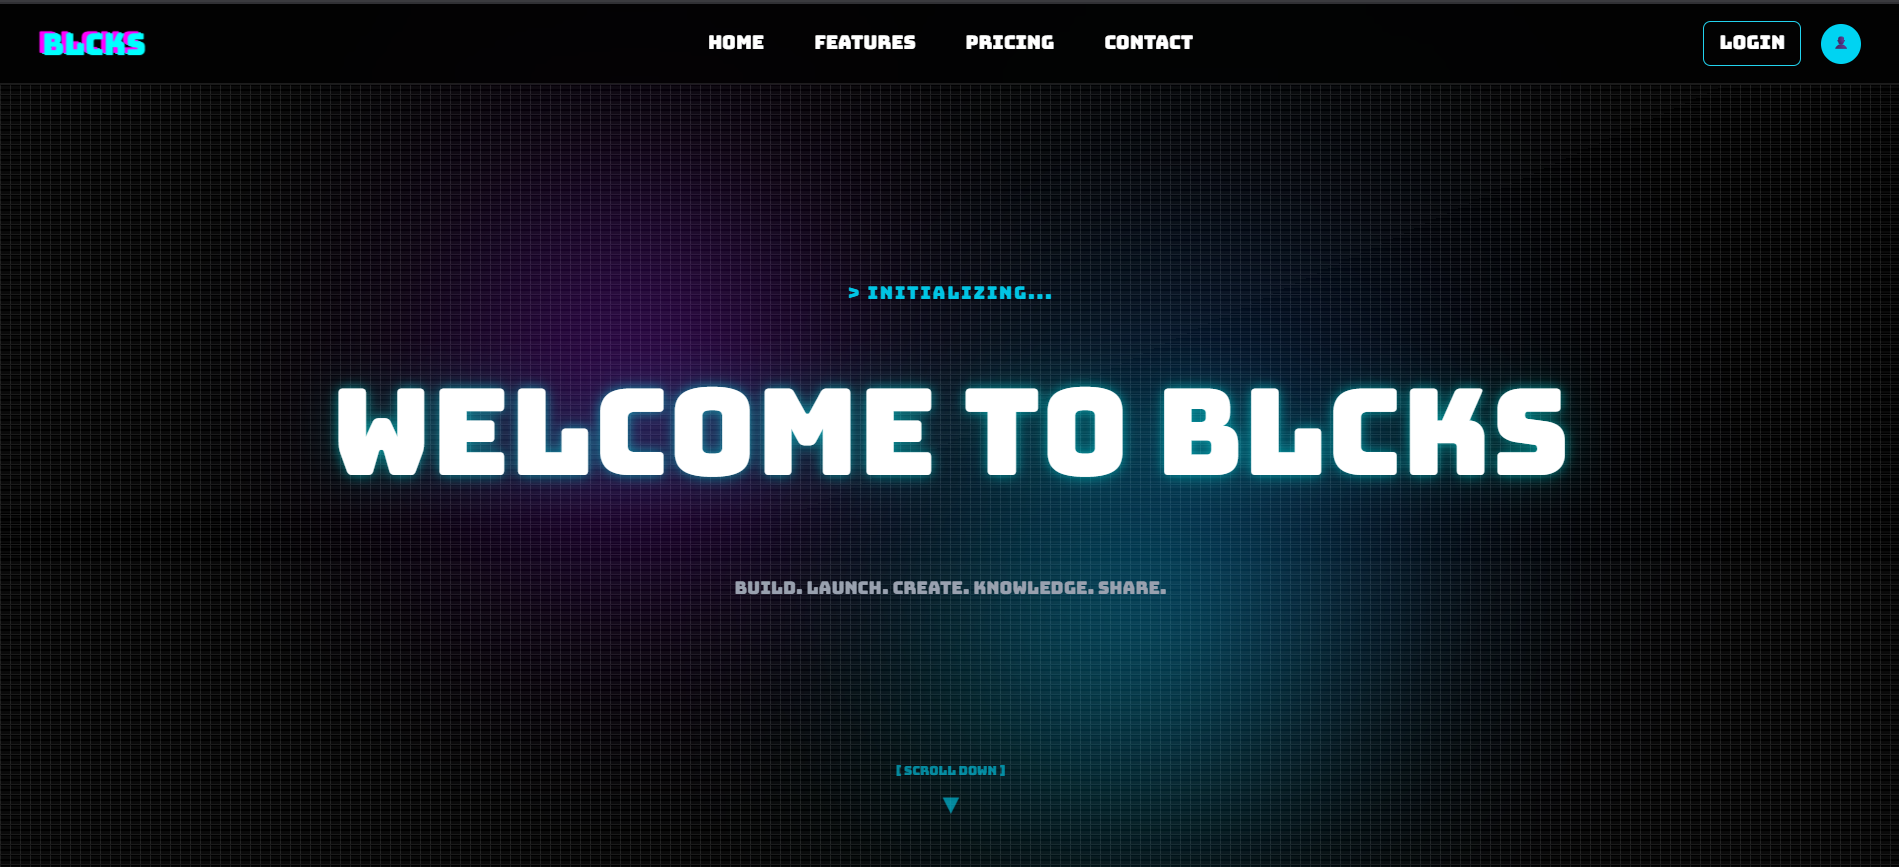 BLCKS
HOME FEATURES PRICING CONTACT
LOGIN
> INITIALIZING...
WELCOME TO BLCKS
BUILD. LAUNCH. CREATE. KNOWLEDGE. SHARE.
[ SCROLL DOWN ]
▼